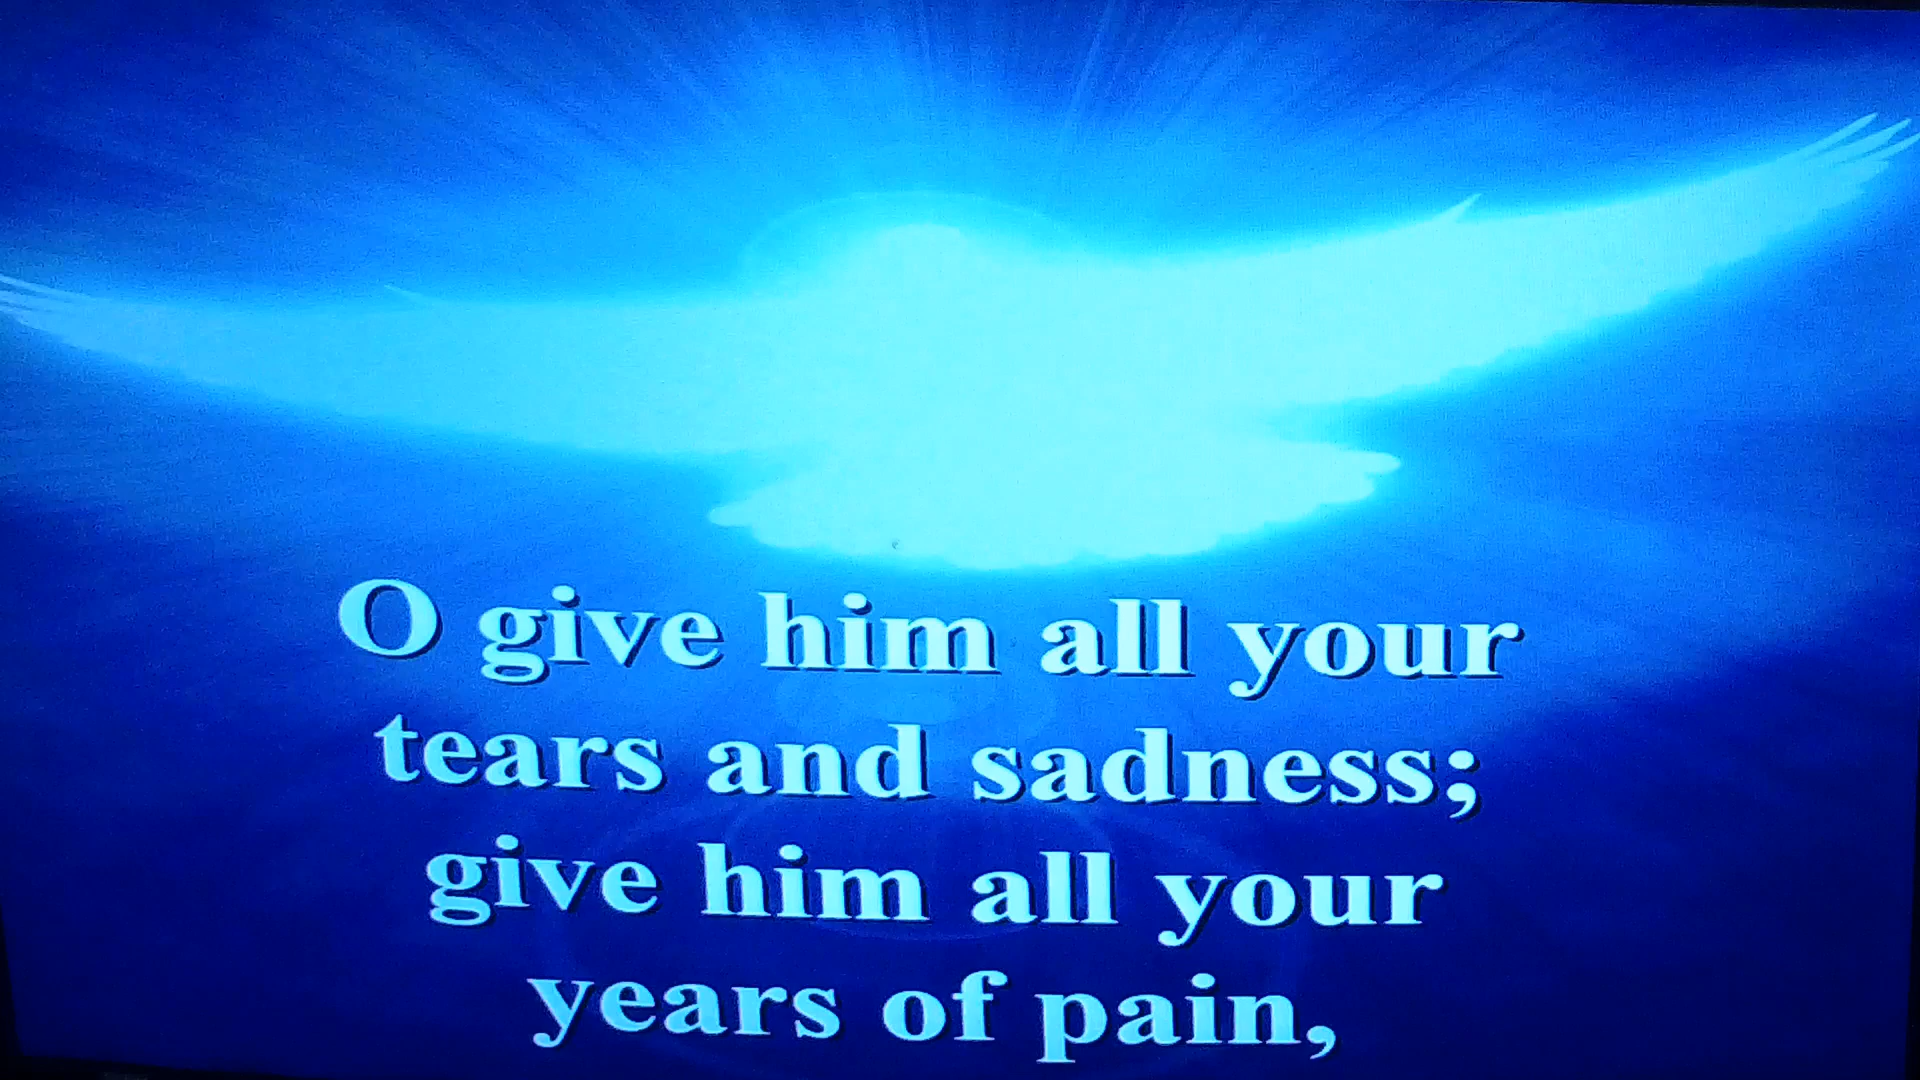 O give him all your
tears and sadness;
give him all your
years of pain,